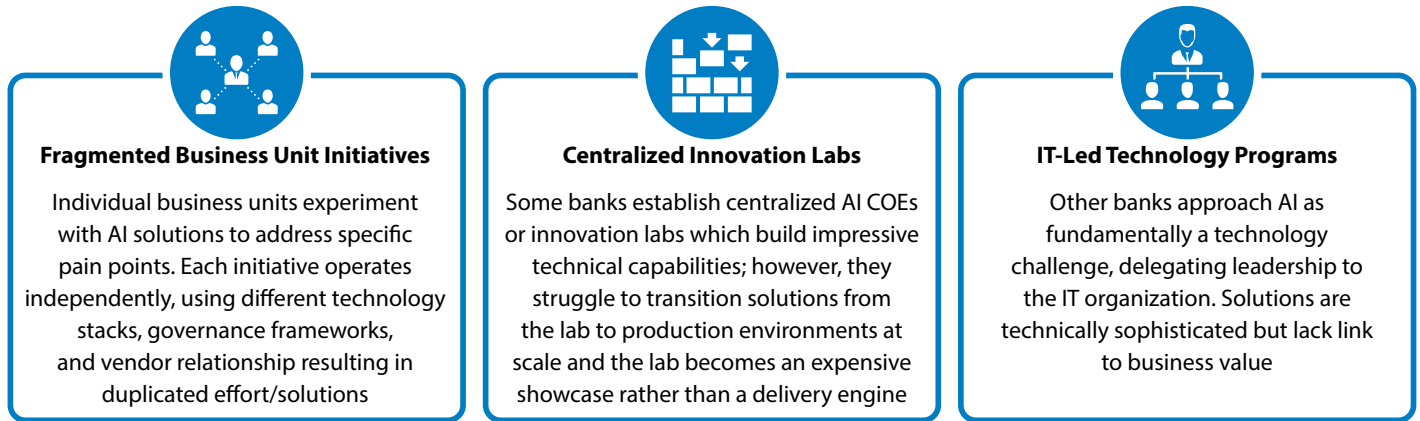 Fragmented Business Unit Initiatives
Individual business units experiment
with AI solutions to address specific
pain points. Each initiative operates
independently, using different technology
stacks, governance frameworks,
and vendor relationship resulting in
duplicated effort/solutions
Centralized Innovation Labs
Some banks establish centralized AI COEs
or innovation labs which build impressive
technical capabilities; however, they
struggle to transition solutions from
the lab to production environments at
scale and the lab becomes an expensive
showcase rather than a delivery engine
IT-Led Technology Programs
Other banks approach AI as
fundamentally a technology
challenge, delegating leadership to
the IT organization. Solutions are
technically sophisticated but lack link
to business value